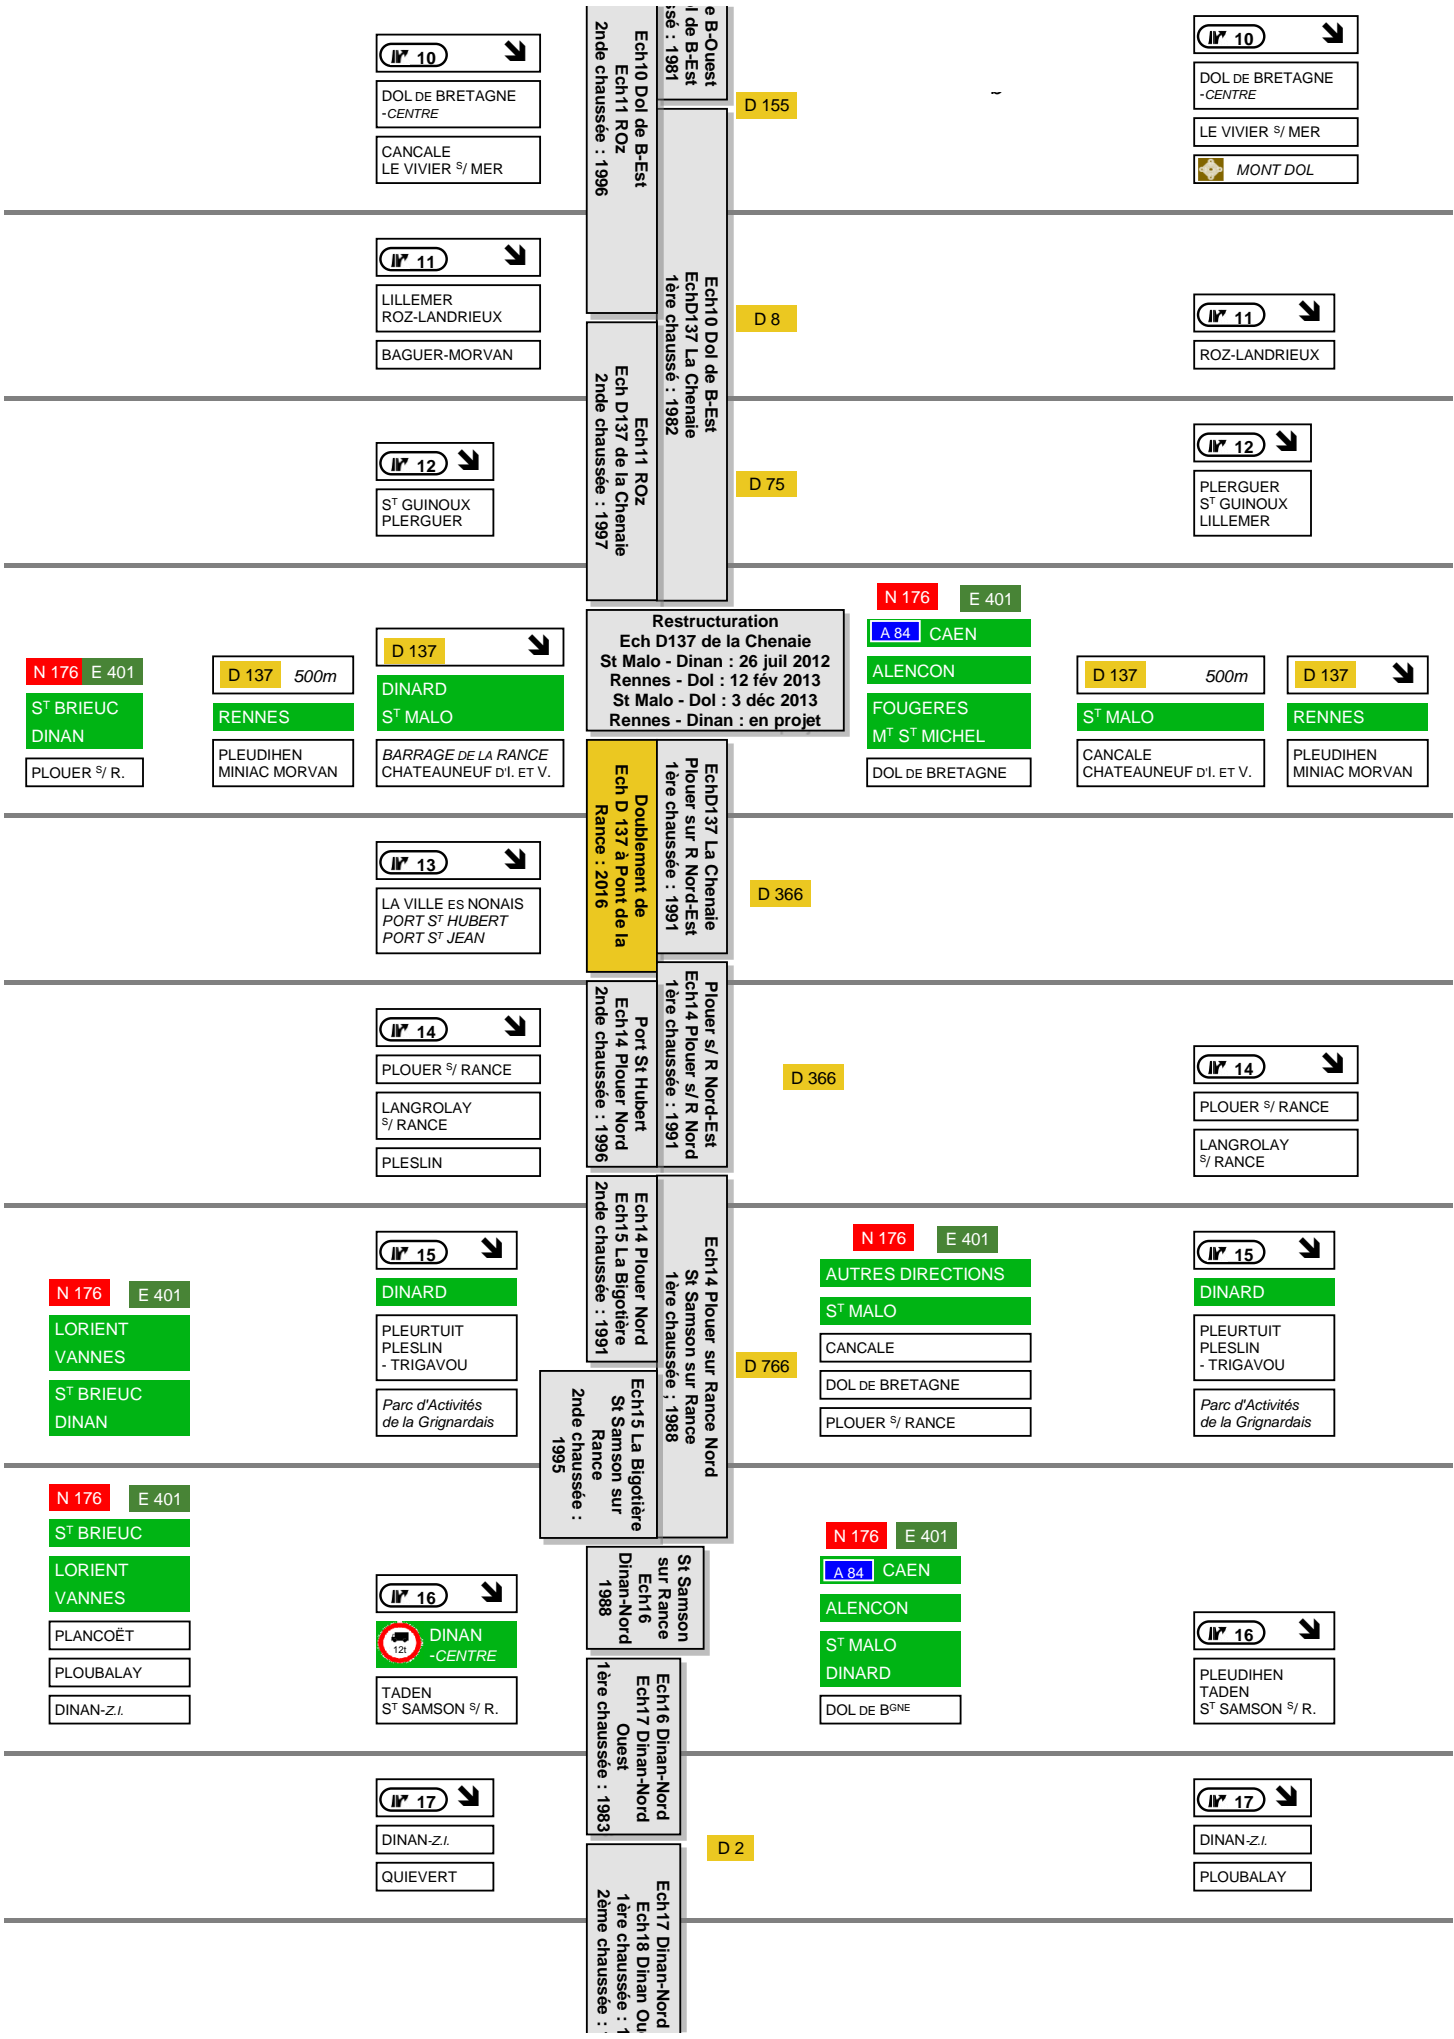 10
DOL DE BRETAGNE
-CENTRE
CANCALE
LE VIVIER S/ MER
Ech10 Dol de B-Est
Ech11 ROz
2nde chaussée : 1996
e B-Ouest
l de B-Est
ssé : 1981
D 155
10
DOL DE BRETAGNE
-CENTRE
LE VIVIER S/ MER
MONT DOL
11
LILLEMER
ROZ-LANDRIEUX
BAGUER-MORVAN
Ech10 Dol de B-Est
EchD137 La Chenaie
1ère chaussé : 1982
D 8
11
ROZ-LANDRIEUX
12
ST GUINOUX
PLERGUER
Ech11 ROz
Ech D137 de la Chenaie
2nde chaussée : 1997
D 75
12
PLERGUER
ST GUINOUX
LILLEMER
N 176 E 401
ST BRIEUC
DINAN
PLOUER S/ R.
D 137 500m
RENNES
PLEUDIHEN
MINIAC MORVAN
D 137
DINARD
ST MALO
BARRAGE DE LA RANCE
CHATEAUNEUF D'I. ET V.
Restructuration
Ech D137 de la Chenaie
St Malo - Dinan : 26 juil 2012
Rennes - Dol : 12 fév 2013
St Malo - Dol : 3 déc 2013
Rennes - Dinan : en projet
N 176 E 401
A 84 CAEN
ALENCON
FOUGERES
MT ST MICHEL
DOL DE BRETAGNE
D 137 500m
ST MALO
CANCALE
CHATEAUNEUF D'I. ET V.
D 137
RENNES
PLEUDIHEN
MINIAC MORVAN
13
LA VILLE ES NONAIS
PORT ST HUBERT
PORT ST JEAN
Doublement de
Ech D 137 à Pont de la
Rance : 2016
EchD137 La Chenaie
Plouer sur R Nord-Est
1ère chaussée : 1991
D 366
14
PLOUER S/ RANCE
LANGROLAY
S/ RANCE
PLESLIN
Port St Hubert
Ech14 Plouer Nord
2nde chaussée : 1996
Plouer s/ R Nord-Est
Ech14 Plouer s/ R Nord
1ère chaussée : 1991
D 366
14
PLOUER S/ RANCE
LANGROLAY
S/ RANCE
N 176 E 401
LORIENT
VANNES
ST BRIEUC
DINAN
15
DINARD
PLEURTUIT
PLESLIN
- TRIGAVOU
Parc d'Activités
de la Grignardais
Ech14 Plouer Nord
Ech15 La Bigotière
2nde chaussée : 1991
Ech14 Plouer sur Rance Nord
St Samson sur Rance
1ère chaussée ; 1988
Ech15 La Bigotière
St Samson sur
Rance
2nde chaussée :
1995
D 766
N 176 E 401
AUTRES DIRECTIONS
ST MALO
CANCALE
DOL DE BRETAGNE
PLOUER S/ RANCE
15
DINARD
PLEURTUIT
PLESLIN
- TRIGAVOU
Parc d'Activités
de la Grignardais
N 176 E 401
ST BRIEUC
LORIENT
VANNES
PLANCOËT
PLOUBALAY
DINAN-Z.I.
16
12t
DINAN
-CENTRE
TADEN
ST SAMSON S/ R.
St Samson
sur Rance
Ech16
Dinan-Nord
1988
N 176 E 401
A 84 CAEN
ALENCON
ST MALO
DINARD
DOL DE BGNE
16
PLEUDIHEN
TADEN
ST SAMSON S/ R.
Ech16 Dinan-Nord
Ech17 Dinan-Nord
Ouest
1ère chaussée : 1983
17
DINAN-Z.I.
QUIEVERT
D 2
17
DINAN-Z.I.
PLOUBALAY
Ech17 Dinan-Nord
Ech18 Dinan Ou
1ère chaussée : 1
2ème chaussée :